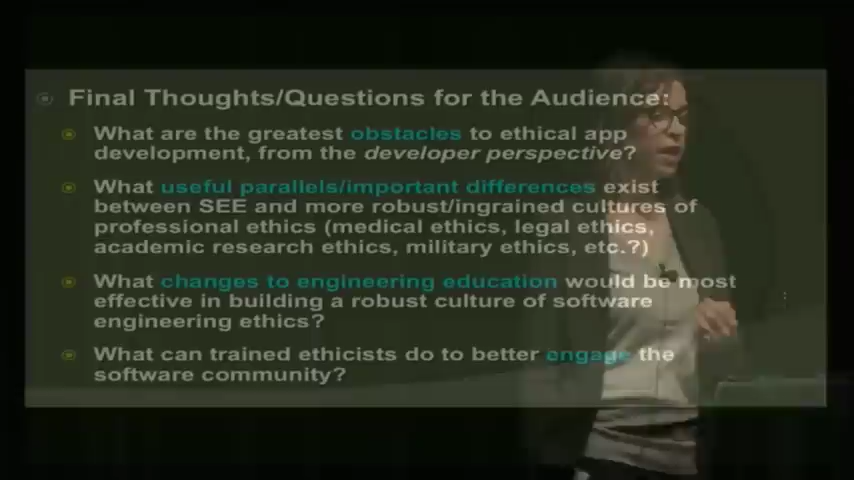 Final Thoughts/Questions for the Audience:
What are the greatest obstacles to ethical app
development, from the developer perspective?
What useful parallels/important differences exist
between SEE and more robust/ingrained cultures of
professional ethics (medical ethics, legal ethics,
academic research ethics, military ethics, etc.?)
What changes to engineering education would be most
effective in building a robust culture of software
engineering ethics?
What can trained ethicists do to better engage the
software community?